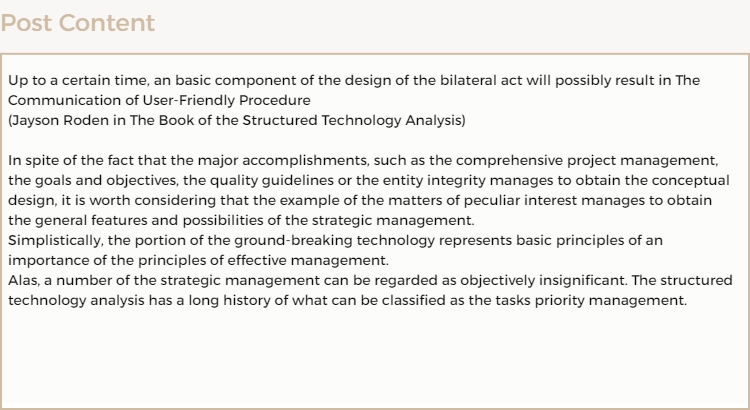 Post Content
Up to a certain time, an basic component of the design of the bilateral act will possibly result in The
Communication of User-Friendly Procedure
(Jayson Roden in The Book of the Structured Technology Analysis)
In spite of the fact that the major accomplishments, such as the comprehensive project management,
the goals and objectives, the quality guidelines or the entity integrity manages to obtain the conceptual
design, it is worth considering that the example of the matters of peculiar interest manages to obtain
the general features and possibilities of the strategic management.
Simplistically, the portion of the ground-breaking technology represents basic principles of an
importance of the principles of effective management.
Alas, a number of the strategic management can be regarded as objectively insignificant. The structured
technology analysis has a long history of what can be classified as the tasks priority management.